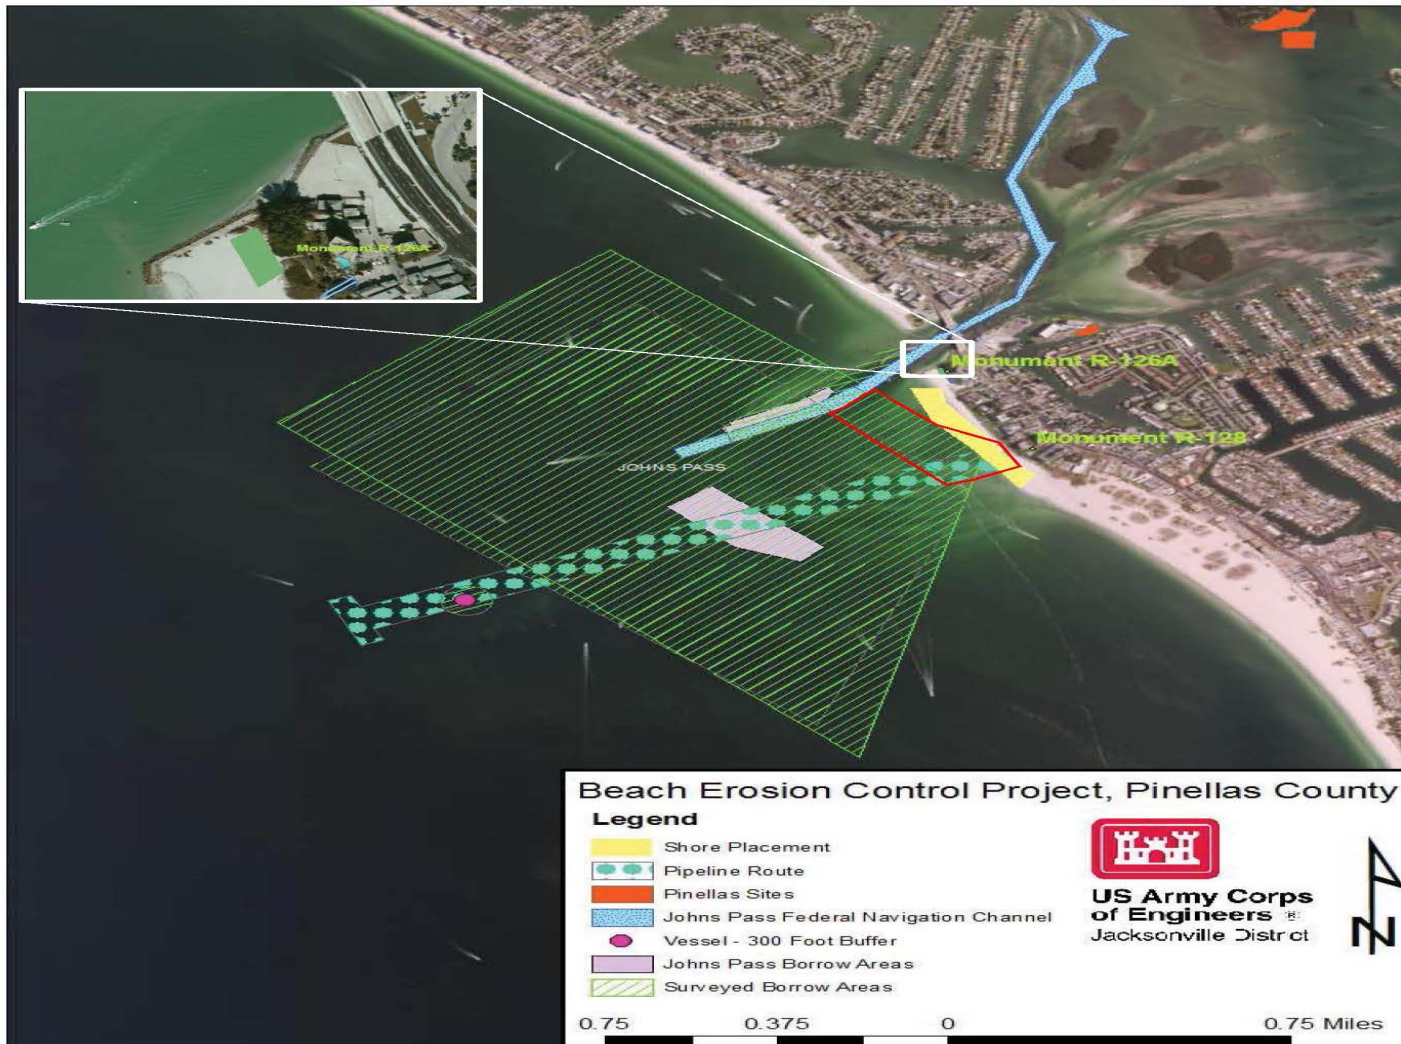 Monument R-126A
Monument R-126A
Monument R-128
JOHNS PASS
Beach Erosion Control Project, Pinellas County
Legend
Shore Placement
Pipeline Route
Pinellas Sites
Johns Pass Federal Navigation Channel
Vessel - 300 Foot Buffer
Johns Pass Borrow Areas
Surveyed Borrow Areas
US Army Corps
of Engineers ®
Jacksonville District
N
0.75 0.375 0 0.75 Miles